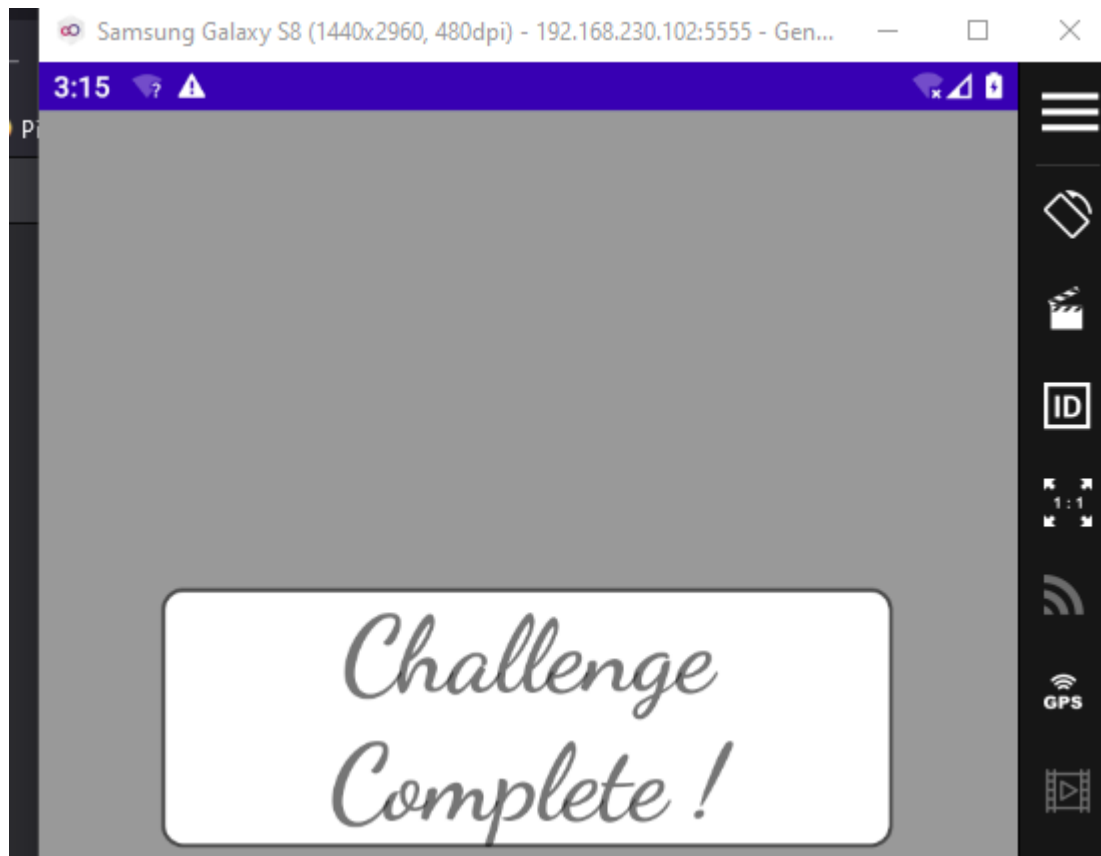 Samsung Galaxy S8 (1440x2960, 480dpi) - 192.168.230.102:5555 - Gen...
3:15
Pi
ID
1:1
GPS
Challenge
Complete !